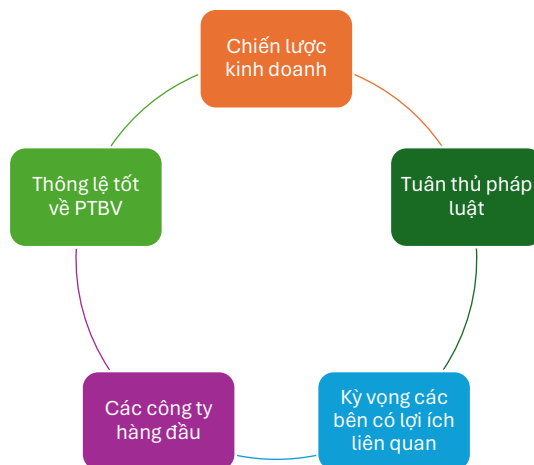 Chiến lược
kinh doanh
Thông lệ tốt
về PTBV
Tuân thủ pháp
luật
Các công ty
hàng đầu
Kỳ vọng các
bên có lợi ích
liên quan